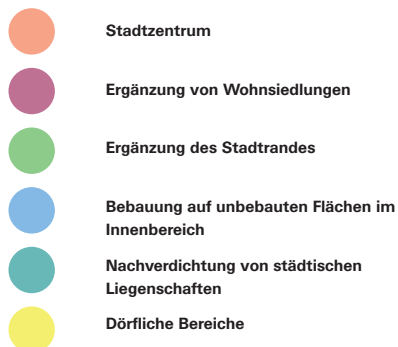 Stadtzentrum
Ergänzung von Wohnsiedlungen
Ergänzung des Stadtrandes
Bebauung auf unbebauten Flächen im
Innenbereich
Nachverdichtung von städtischen
Liegenschaften
Dörfliche Bereiche